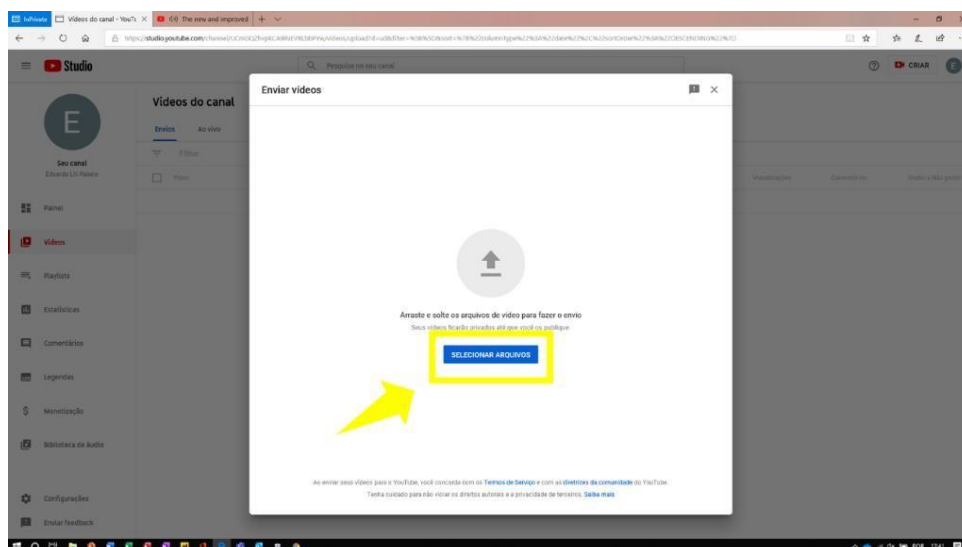 InPrivate
Vídeos do canal - YouTu
The new and improved
Studio
Pesquise no seu canal
CRIAR
E
Seu canal
Vídeos do canal
Envios
Ao vivo
Filtrar
Vídeo
Visualizações
Comentários
Painel
Vídeos
Playlists
Estatísticas
Comentários
Legendas
Monetização
Biblioteca de áudio
Configurações
Enviar feedback
Enviar vídeos
Arraste e solte os arquivos de vídeo para fazer o envio
Seus vídeos ficarão privados até que você os publique.
SELECIONAR ARQUIVOS
Ao enviar seus vídeos para o YouTube, você concorda com os Termos de Serviço e com as diretrizes da comunidade do YouTube.
Tenha cuidado para não violar os direitos autorais e a privacidade de terceiros. Saiba mais
POR
17:41